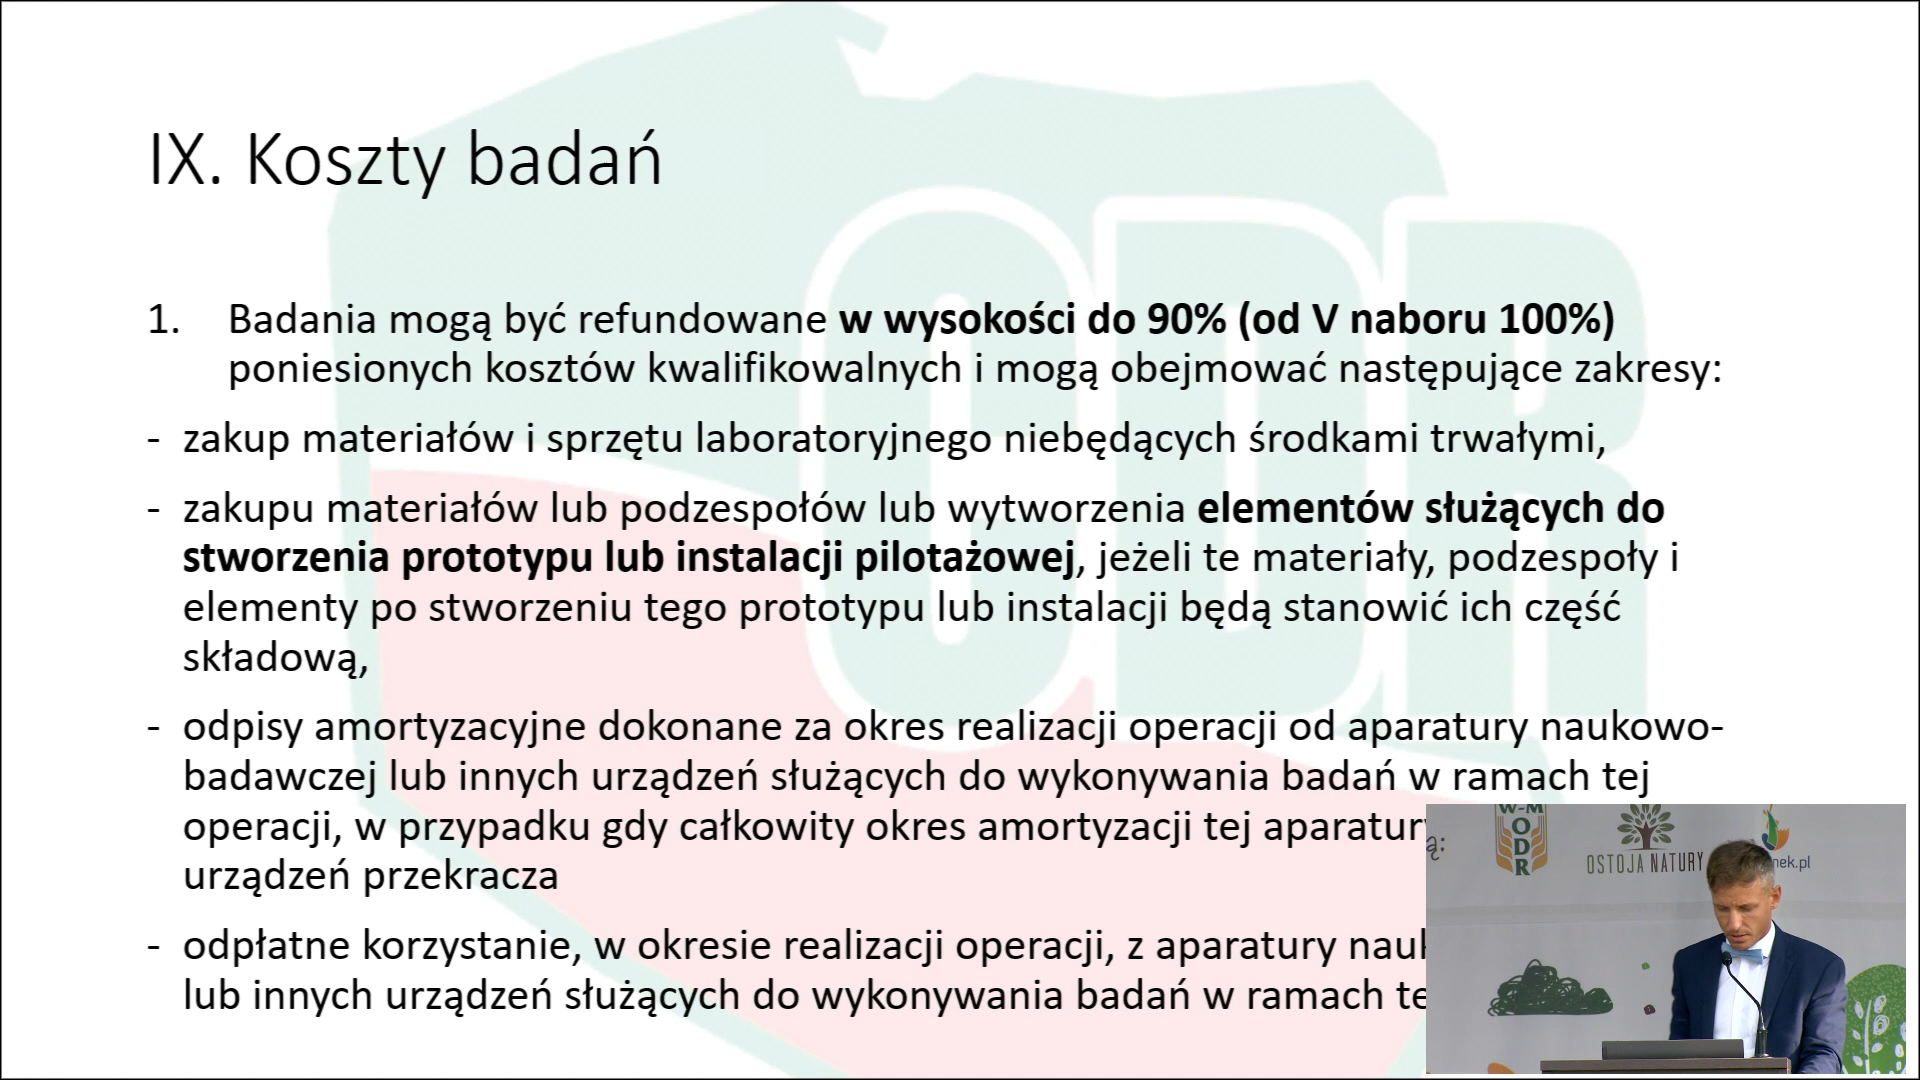 IX. Koszty badań
1. Badania mogą być refundowane w wysokości do 90% (od V naboru 100%)
poniesionych kosztów kwalifikowalnych i mogą obejmować następujące zakresy:
- zakup materiałów i sprzętu laboratoryjnego niebędących środkami trwałymi,
- zakupu materiałów lub podzespołów lub wytworzenia elementów służących do
stworzenia prototypu lub instalacji pilotażowej, jeżeli te materiały, podzespoły i
elementy po stworzeniu tego prototypu lub instalacji będą stanowić ich część
składową,
- odpisy amortyzacyjne dokonane za okres realizacji operacji od aparatury naukowo-
badawczej lub innych urządzeń służących do wykonywania badań w ramach tej
operacji, w przypadku gdy całkowity okres amortyzacji tej
urządzeń przekracza
- odpłatne korzystanie, w okresie realizacji operacji, z aparatury
lub innych urządzeń służących do wykonywania badań w ramach
CDR
W-M
ODR
OSTOJA NATURY